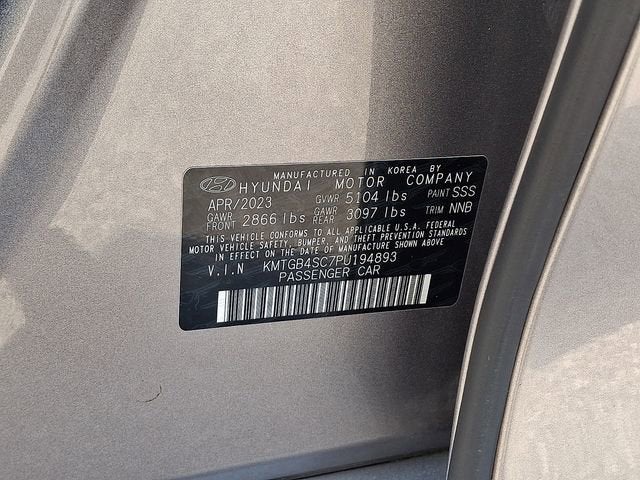 MANUFACTURED IN KOREA BY
HYUNDAI MOTOR COMPANY
APR/2023 GVWR 5104 lbs PAINT SSS
GAWR FRONT 2866 lbs GAWR REAR 3097 lbs TRIM NNB
THIS VEHICLE CONFORMS TO ALL APPLICABLE U.S.A. FEDERAL
MOTOR VEHICLE SAFETY, BUMPER, AND THEFT PREVENTION STANDARDS
IN EFFECT ON THE DATE OF MANUFACTURE SHOWN ABOVE
V.I.N KMTGB4SC7PU194893
PASSENGER CAR